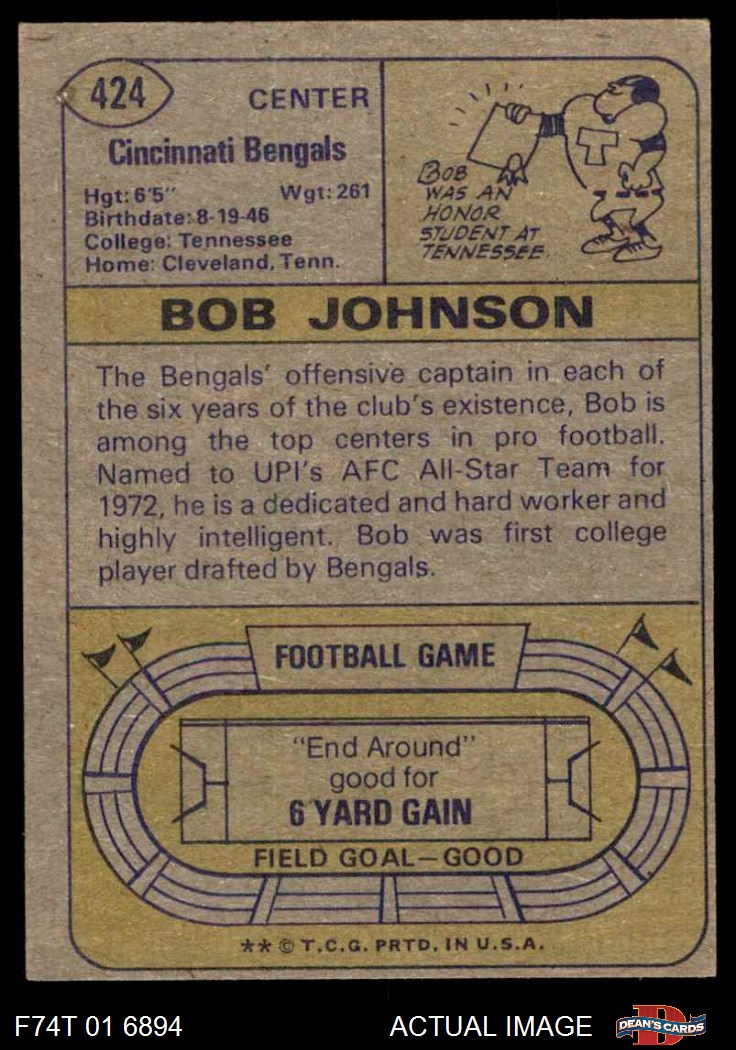 424
CENTER
Cincinnati Bengals
Hgt: 6'5" Wgt: 261
Birthdate: 8-19-46
College: Tennessee
Home: Cleveland, Tenn.
T
BOB
WAS AN
HONOR
STUDENT AT
TENNESSEE.
BOB JOHNSON
The Bengals' offensive captain in each of
the six years of the club's existence, Bob is
among the top centers in pro football.
Named to UPI's AFC All-Star Team for
1972, he is a dedicated and hard worker and
highly intelligent. Bob was first college
player drafted by Bengals.
FOOTBALL GAME
"End Around"
good for
6 YARD GAIN
FIELD GOAL—GOOD
** © T.C.G. PRTD. IN U.S.A.
F74T 01 6894
ACTUAL IMAGE
D
DEAN'S CARDS